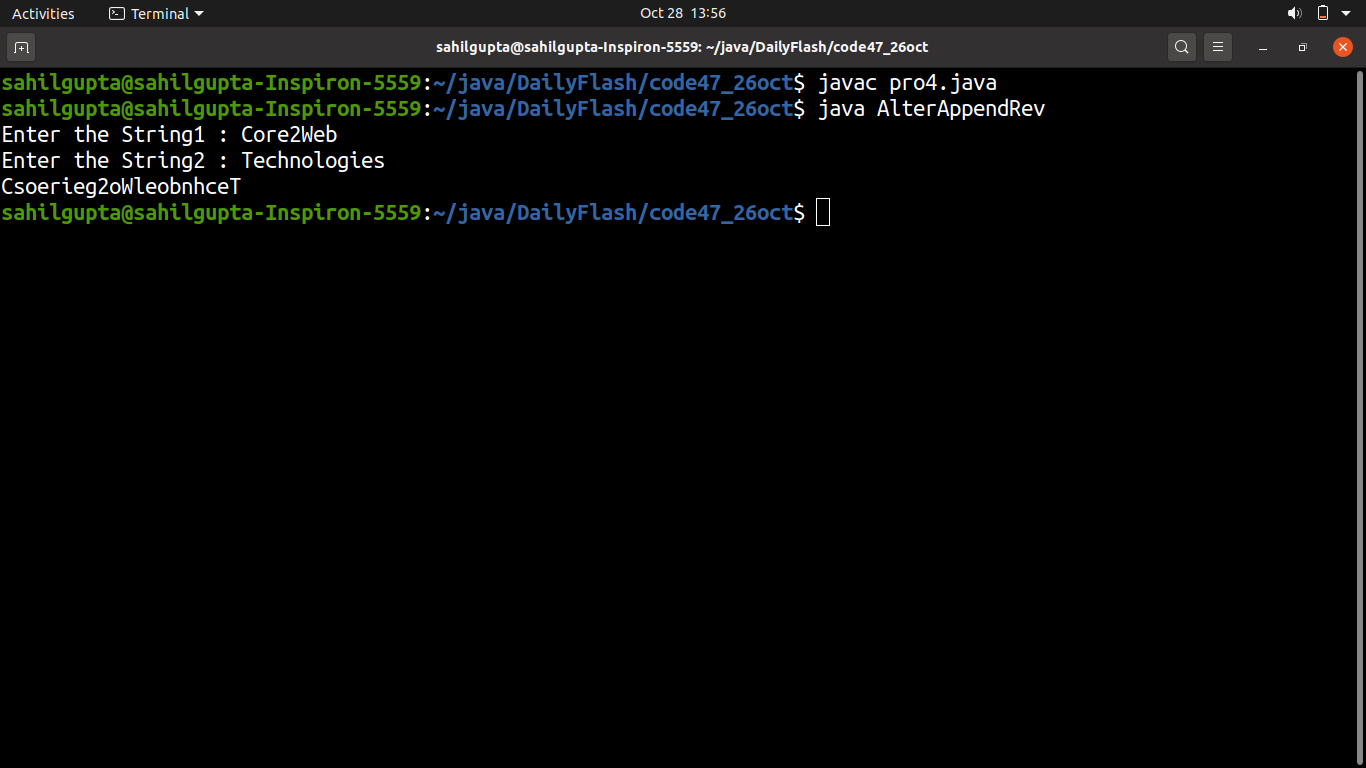 Activities Terminal Oct 28 13:56
sahilgupta@sahilgupta-Inspiron-5559: ~/java/DailyFlash/code47_26oct
sahilgupta@sahilgupta-Inspiron-5559:~/java/DailyFlash/code47_26oct$ javac pro4.java
sahilgupta@sahilgupta-Inspiron-5559:~/java/DailyFlash/code47_26oct$ java AlterAppendRev
Enter the String1 : Core2Web
Enter the String2 : Technologies
Csoerieg2oWleobnhceT
sahilgupta@sahilgupta-Inspiron-5559:~/java/DailyFlash/code47_26oct$